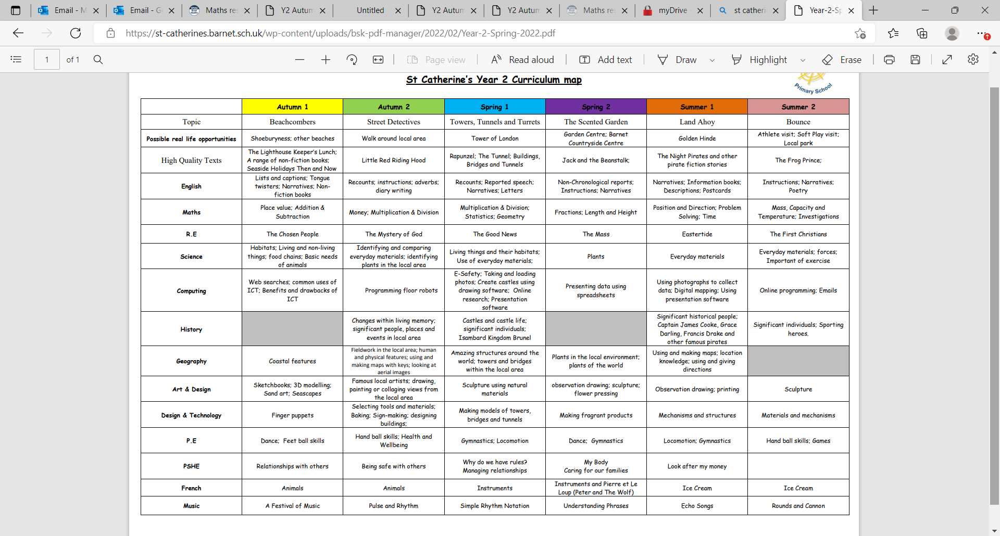 Email - M
Email - G
Maths res
Y2 Autum
Untitled
Y2 Autum
Y2 Autum
Maths res
myDrive -
st catheri
Year-2-Sp
https://st-catherines.barnet.sch.uk/wp-content/uploads/bsk-pdf-manager/2022/02/Year-2-Spring-2022.pdf
1 of 1
Page view
Read aloud
Add text
Draw
Highlight
Erase
St Catherine's Year 2 Curriculum map
Primary School
Autumn 1 Autumn 2 Spring 1 Spring 2 Summer 1 Summer 2
Topic
Beachcombers
Street Detectives
Towers, Tunnels and Turrets
The Scented Garden
Land Ahoy
Bounce
Possible real life opportunities
Shoeburyness; other beaches
Walk around local area
Tower of London
Garden Centre; Barnet
Countryside Centre
Golden Hinde
Athlete visit; Soft Play visit;
Local park
High Quality Texts
The Lighthouse Keeper's Lunch;
A range of non-fiction books;
Seaside Holidays Then and Now
Little Red Riding Hood
Rapunzel; The Tunnel; Buildings,
Bridges and Tunnels
Jack and the Beanstalk;
The Night Pirates and other
pirate fiction stories
The Frog Prince;
English
Lists and captions; Tongue
twisters; Narratives; Non-
fiction books
Recounts; instructions; adverbs;
diary writing
Recounts; Reported speech;
Narratives; Letters
Non-Chronological reports;
Instructions; Narratives
Narratives; Information books;
Descriptions; Postcards
Instructions; Narratives;
Poetry
Maths
Place value; Addition &
Subtraction
Money; Multiplication & Division
Multiplication & Division;
Statistics; Geometry
Fractions; Length and Height
Position and Direction; Problem
Solving; Time
Mass, Capacity and
Temperature; Investigations
R.E
The Chosen People
The Mystery of God
The Good News
The Mass
Eastertide
The First Christians
Science
Habitats; Living and non-living
things; food chains; Basic needs
of animals
Identifying and comparing
everyday materials; identifying
plants in the local area
Living things and their habitats;
Use of everyday materials;
Plants
Everyday materials
Everyday materials; forces;
Important of exercise
Computing
Web searches; common uses of
ICT; Benefits and drawbacks of
ICT
Programming floor robots
E-Safety; Taking and loading
photos; Create castles using
drawing software; Online
research; Presentation
software
Presenting data using
spreadsheets
Using photographs to collect
data; Digital mapping; Using
presentation software
Online programming; Emails
History
Changes within living memory;
significant people, places and
events in local area
Castles and castle life;
significant individuals;
Isambard Kingdom Brunel
Significant historical people;
Captain James Cooke, Grace
Darling, Francis Drake and
other famous pirates
Significant individuals; Sporting
heroes.
Geography
Coastal features
Fieldwork in the local area; human
and physical features; using and
making maps with keys; looking at
aerial images
Amazing structures around the
world; towers and bridges
within the local area
Plants in the local environment;
plants of the world
Using and making maps; location
knowledge; using and giving
directions
Art & Design
Sketchbooks; 3D modelling;
Sand art; Seascapes
Famous local artists; drawing,
painting or collaging views from
the local area
Sculpture using natural
materials
observation drawing; sculpture;
flower pressing
Observation drawing; printing
Sculpture
Design & Technology
Finger puppets
Selecting tools and materials;
Baking; Sign-making; designing
buildings;
Making models of towers,
bridges and tunnels
Making fragrant products
Mechanisms and structures
Materials and mechanisms
P.E
Dance; Feet ball skills
Hand ball skills; Health and
Wellbeing
Gymnastics; Locomotion
Dance; Gymnastics
Locomotion; Gymnastics
Hand ball skills; Games
PSHE
Relationships with others
Being safe with others
Why do we have rules?
Managing relationships
My Body
Caring for our families
Look after my money
French
Animals
Animals
Instruments
Instruments and Pierre et Le
Loup (Peter and The Wolf)
Ice Cream
Ice Cream
Music
A Festival of Music
Pulse and Rhythm
Simple Rhythm Notation
Understanding Phrases
Echo Songs
Rounds and Cannon